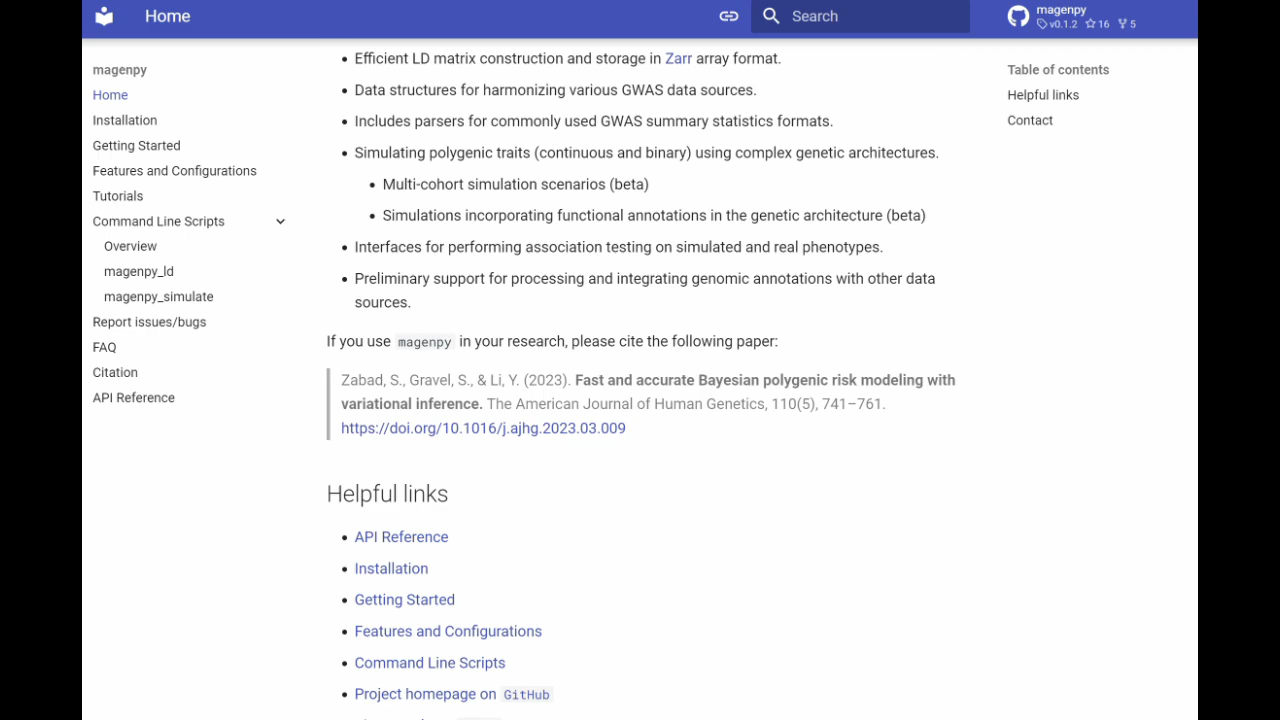 Home
Search
magenpy
v0.1.2 16 5
magenpy
Home
Installation
Getting Started
Features and Configurations
Tutorials
Command Line Scripts
Overview
magenpy_ld
magenpy_simulate
Report issues/bugs
FAQ
Citation
API Reference
Efficient LD matrix construction and storage in Zarr array format.
Data structures for harmonizing various GWAS data sources.
Includes parsers for commonly used GWAS summary statistics formats.
Simulating polygenic traits (continuous and binary) using complex genetic architectures.
Multi-cohort simulation scenarios (beta)
Simulations incorporating functional annotations in the genetic architecture (beta)
Interfaces for performing association testing on simulated and real phenotypes.
Preliminary support for processing and integrating genomic annotations with other data
sources.
If you use magenpy in your research, please cite the following paper:
Zabad, S., Gravel, S., & Li, Y. (2023). Fast and accurate Bayesian polygenic risk modeling with
variational inference. The American Journal of Human Genetics, 110(5), 741–761.
https://doi.org/10.1016/j.ajhg.2023.03.009
Helpful links
API Reference
Installation
Getting Started
Features and Configurations
Command Line Scripts
Project homepage on GitHub
Table of contents
Helpful links
Contact